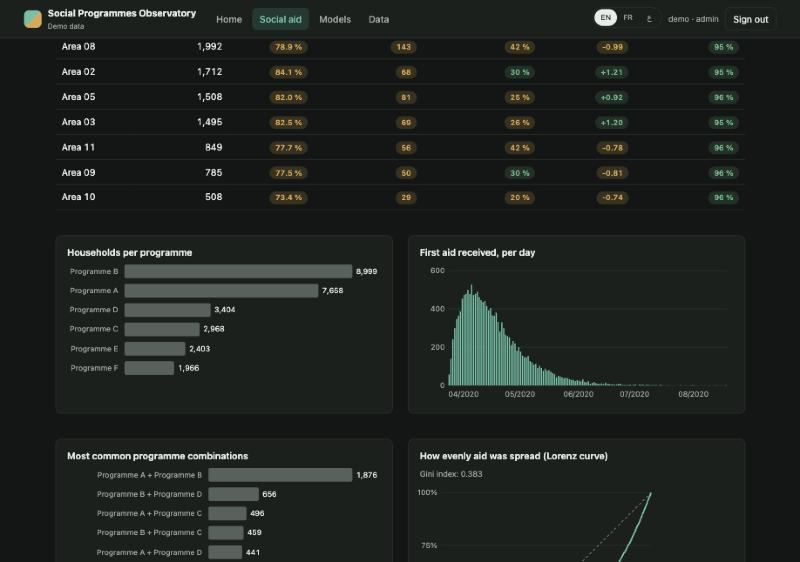 Social Programmes Observatory
Demo data
Home Social aid Models Data
EN FR ع demo · admin Sign out
Area 08 1,992 78.9 % 143 42 % -0.99 95 %
Area 02 1,712 84.1 % 68 30 % +1.21 95 %
Area 05 1,508 82.0 % 81 25 % +0.92 96 %
Area 03 1,495 82.5 % 69 26 % +1.20 95 %
Area 11 849 77.7 % 56 42 % -0.78 96 %
Area 09 785 77.5 % 50 30 % -0.81 96 %
Area 10 508 73.4 % 29 20 % -0.74 96 %
Households per programme
Programme B 8,999
Programme A 7,658
Programme D 3,404
Programme C 2,968
Programme E 2,403
Programme F 1,966
First aid received, per day
600
400
200
0
04/2020 05/2020 06/2020 07/2020 08/2020
Most common programme combinations
Programme A + Programme B 1,876
Programme B + Programme D 656
Programme A + Programme C 496
Programme B + Programme C 459
Programme A + Programme D 441
How evenly aid was spread (Lorenz curve)
Gini index: 0.383
100%
75%